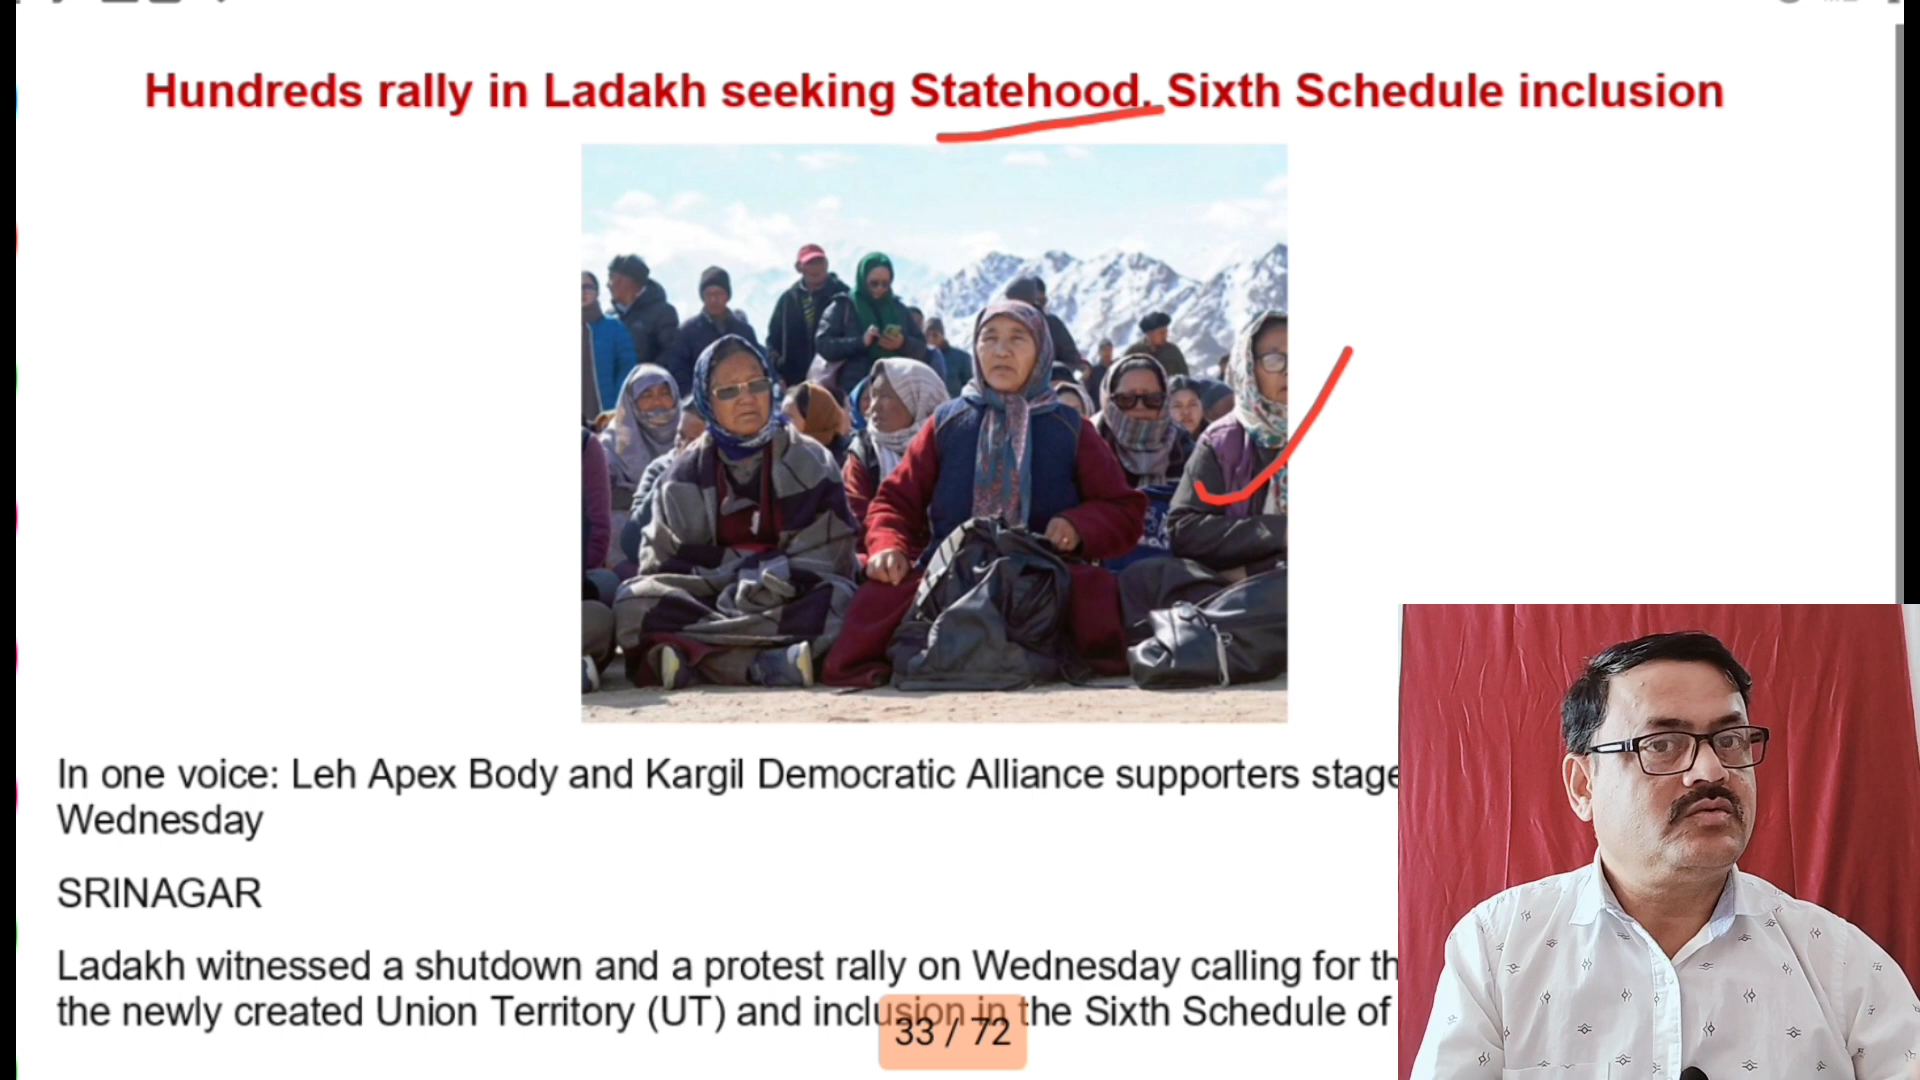 Hundreds rally in Ladakh seeking Statehood, Sixth Schedule inclusion
In one voice: Leh Apex Body and Kargil Democratic Alliance supporters stage
Wednesday
SRINAGAR
Ladakh witnessed a shutdown and a protest rally on Wednesday calling for th
the newly created Union Territory (UT) and inclusion in the Sixth Schedule of
33 / 72